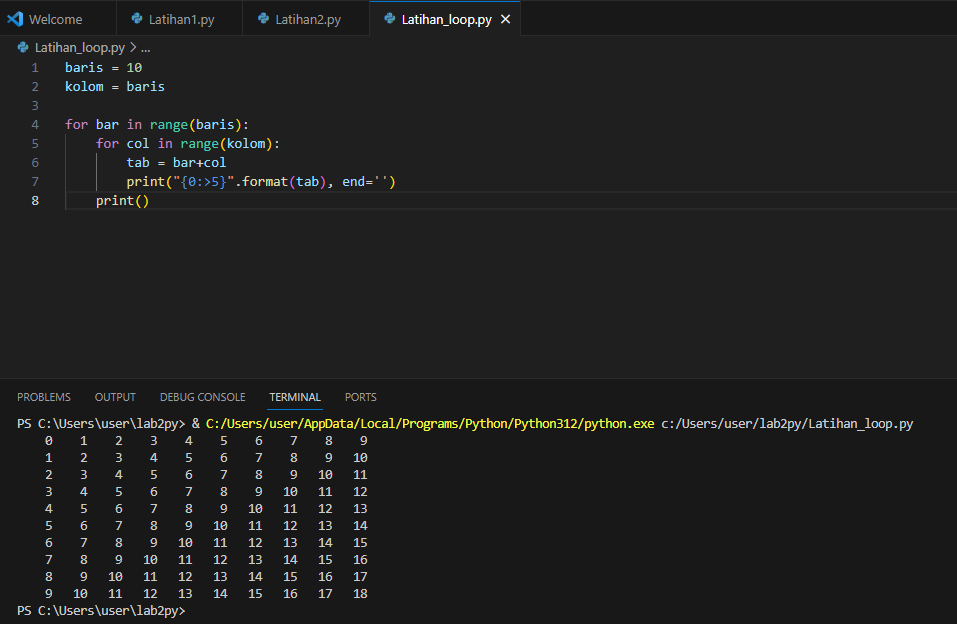 Welcome Latihan1.py Latihan2.py Latihan_loop.py ×
Latihan_loop.py > ...
1 baris = 10
2 kolom = baris
3
4 for bar in range(baris):
5     for col in range(kolom):
6         tab = bar+col
7         print("{0:>5}".format(tab), end='')
8     print()
PROBLEMS OUTPUT DEBUG CONSOLE TERMINAL PORTS
PS C:\Users\user\lab2py> & C:/Users/user/AppData/Local/Programs/Python/Python312/python.exe c:/Users/user/lab2py/Latihan_loop.py
    0    1    2    3    4    5    6    7    8    9
    1    2    3    4    5    6    7    8    9   10
    2    3    4    5    6    7    8    9   10   11
    3    4    5    6    7    8    9   10   11   12
    4    5    6    7    8    9   10   11   12   13
    5    6    7    8    9   10   11   12   13   14
    6    7    8    9   10   11   12   13   14   15
    7    8    9   10   11   12   13   14   15   16
    8    9   10   11   12   13   14   15   16   17
    9   10   11   12   13   14   15   16   17   18
PS C:\Users\user\lab2py>